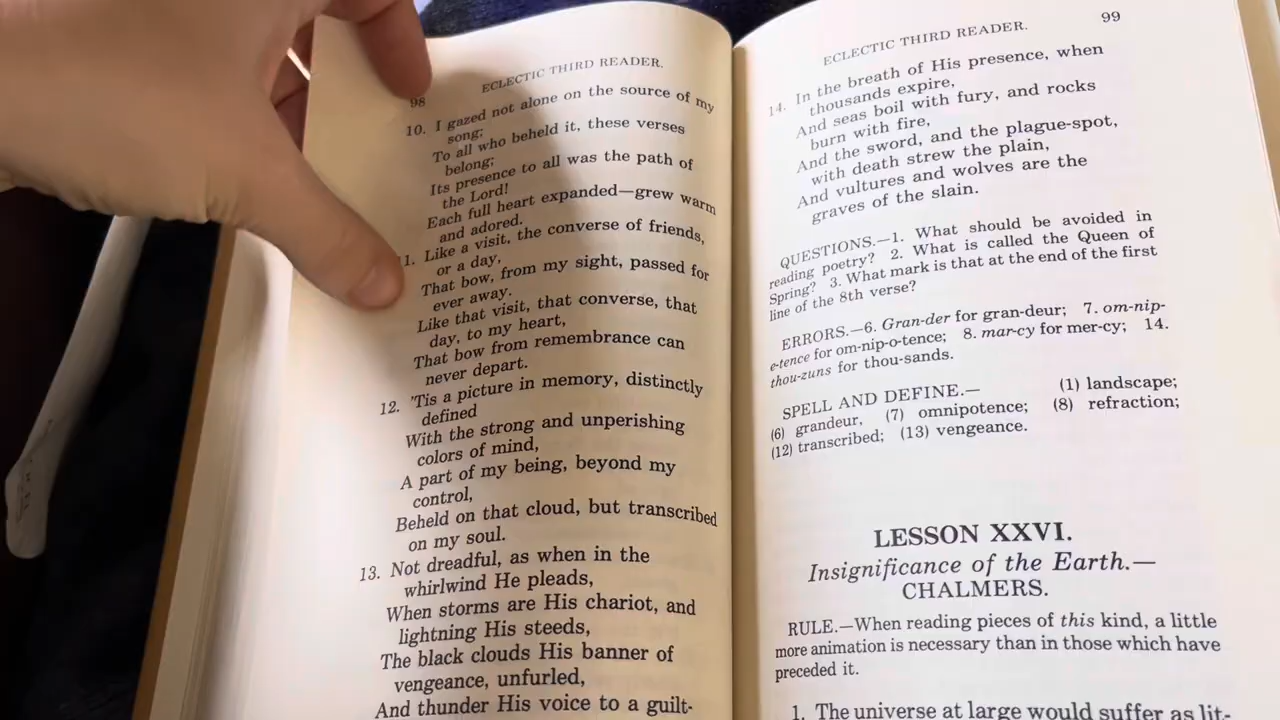 98
ECLECTIC THIRD READER.
10. I gazed not alone on the source of my
song;
To all who beheld it, these verses
belong;
Its presence to all was the path of
the Lord!
Each full heart expanded—grew warm
and adored.
11. Like a visit, the converse of friends,
or a day,
That bow, from my sight, passed for
ever away.
Like that visit, that converse, that
day, to my heart,
That bow from remembrance can
never depart.
12. 'Tis a picture in memory, distinctly
defined
With the strong and unperishing
colors of mind,
A part of my being, beyond my
control,
Beheld on that cloud, but transcribed
on my soul.
13. Not dreadful, as when in the
whirlwind He pleads,
When storms are His chariot, and
lightning His steeds,
The black clouds His banner of
vengeance, unfurled,
And thunder His voice to a guilt-
ECLECTIC THIRD READER.
99
14. In the breath of His presence, when
thousands expire,
And seas boil with fury, and rocks
burn with fire,
And the sword, and the plague-spot,
with death strew the plain,
And vultures and wolves are the
graves of the slain.
QUESTIONS.—1. What should be avoided in
reading poetry? 2. What is called the Queen of
Spring? 3. What mark is that at the end of the first
line of the 8th verse?
ERRORS.—6. Gran-der for gran-deur; 7. om-nip-
e-tence for om-nip-o-tence; 8. mar-cy for mer-cy; 14.
thou-zuns for thou-sands.
SPELL AND DEFINE.— (1) landscape;
(6) grandeur, (7) omnipotence; (8) refraction;
(12) transcribed; (13) vengeance.
LESSON XXVI.
Insignificance of the Earth.—
CHALMERS.
RULE.—When reading pieces of this kind, a little
more animation is necessary than in those which have
preceded it.
1. The universe at large would suffer as lit-